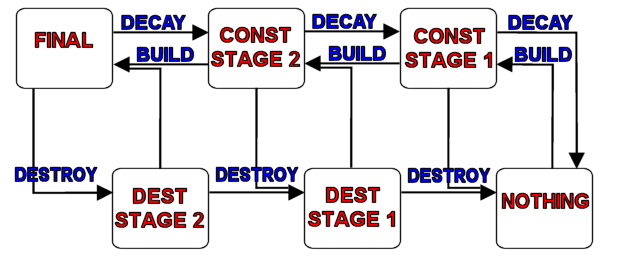 DECAY
DECAY
DECAY
FINAL
CONST
STAGE 2
CONST
STAGE 1
BUILD
BUILD
BUILD
DESTROY
DESTROY
DESTROY
DEST
STAGE 2
DEST
STAGE 1
NOTHING